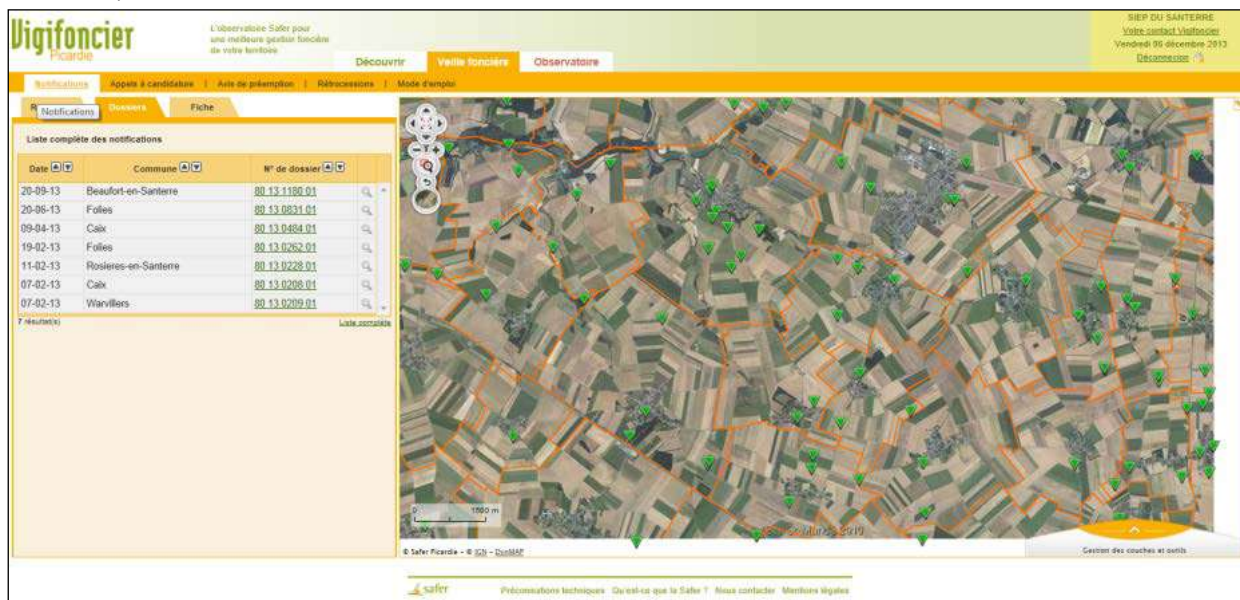 Vigifoncier
Picardie
L'observatoire Safer pour
une meilleure gestion foncière
de votre territoire
SIEP DU SANTERRE
Votre contact Vigifoncier
Vendredi 06 décembre 2013
Déconnexion
Découvrir Veille foncière Observatoire
Notifications Appels à candidature | Avis de préemption | Rétrocessions | Mode d'emploi
Notifications Dossiers Fiche
Liste complète des notifications
Date Commune N° de dossier
20-09-13 Beaufort-en-Santerre 80 13 1180 01
20-06-13 Folies 80 13 0831 01
09-04-13 Caix 80 13 0484 01
19-02-13 Folies 80 13 0262 01
11-02-13 Rosieres-en-Santerre 80 13 0228 01
07-02-13 Caix 80 13 0208 01
07-02-13 Warvillers 80 13 0209 01
7 résultat(s) Liste complète
0 1500 m
© Safer Picardie - © IGN - DynMAP
Gestion des couches et outils
safer Préconisations techniques Qu'est-ce que la Safer ? Nous contacter Mentions légales